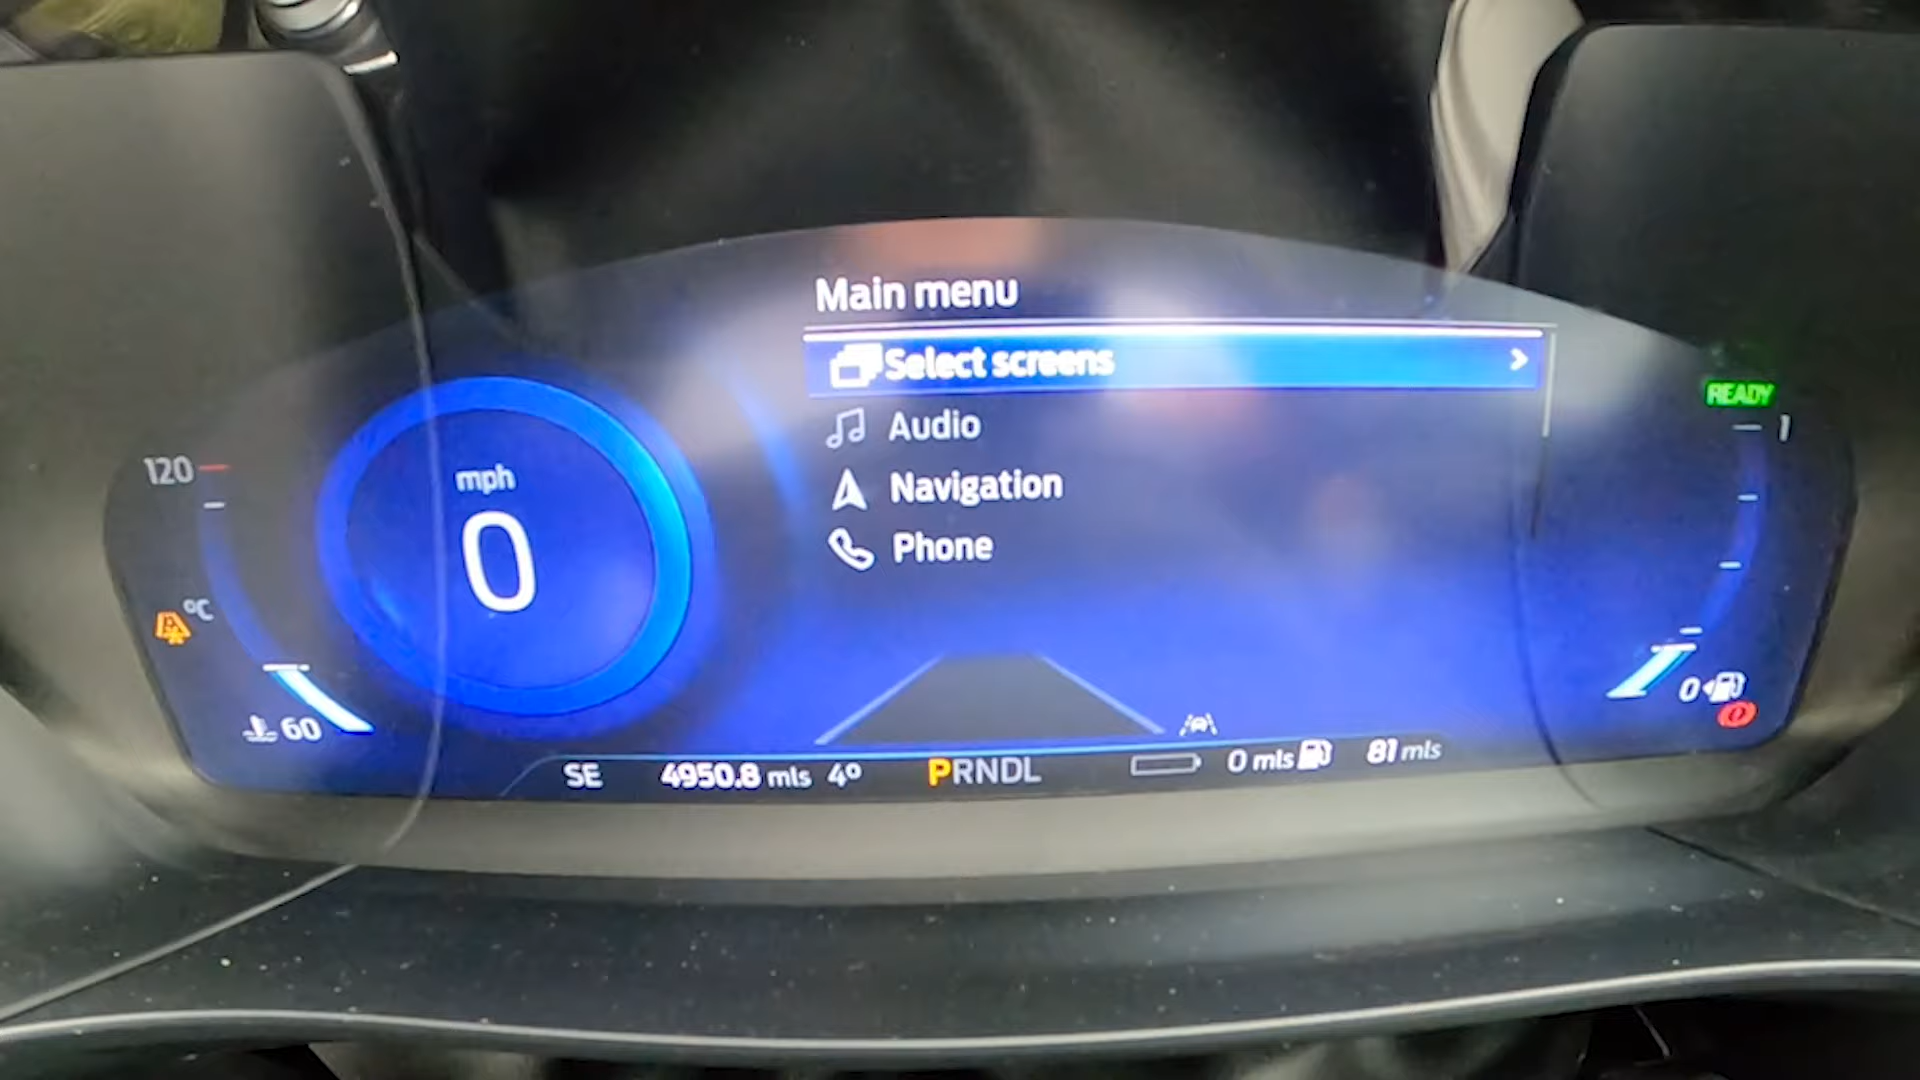 Main menu
Select screens
Audio
Navigation
Phone
READY
120
1
mph
0
°C
60
0
SE 4950.8 mls 4° PRNDL 0 mls 81 mls